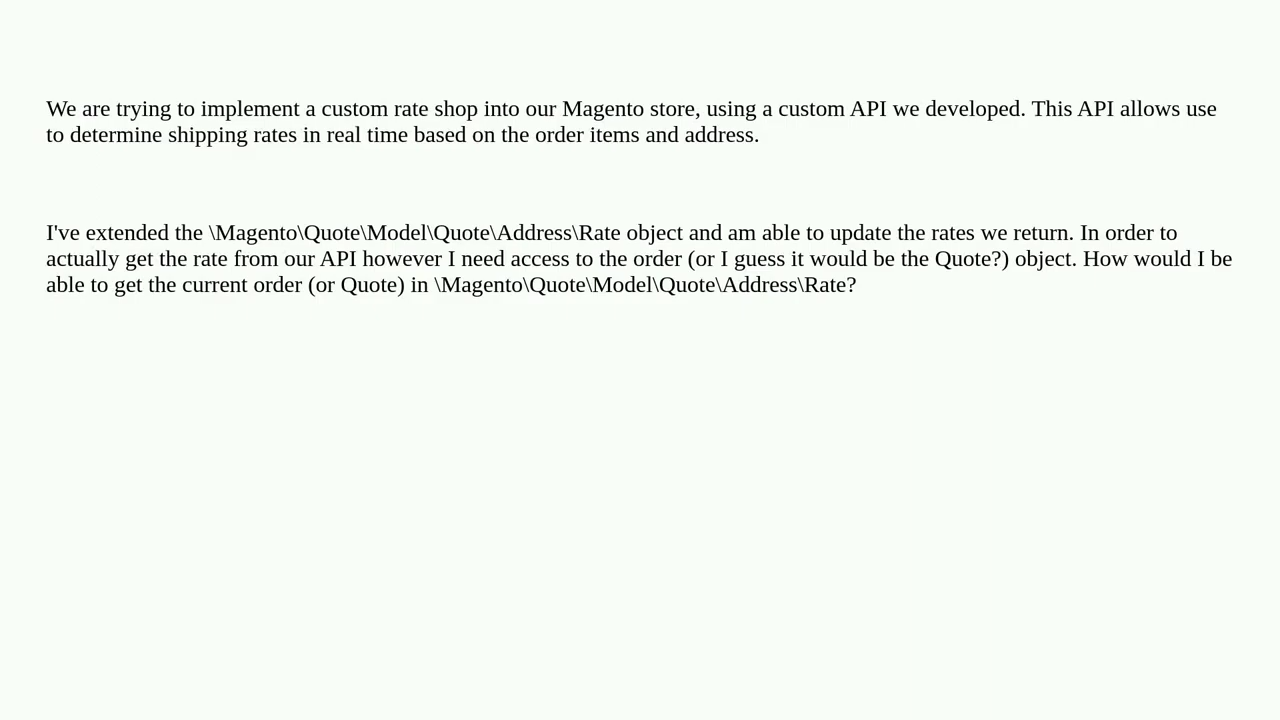 We are trying to implement a custom rate shop into our Magento store, using a custom API we developed. This API allows use
to determine shipping rates in real time based on the order items and address.
I've extended the \Magento\Quote\Model\Quote\Address\Rate object and am able to update the rates we return. In order to
actually get the rate from our API however I need access to the order (or I guess it would be the Quote?) object. How would I be
able to get the current order (or Quote) in \Magento\Quote\Model\Quote\Address\Rate?